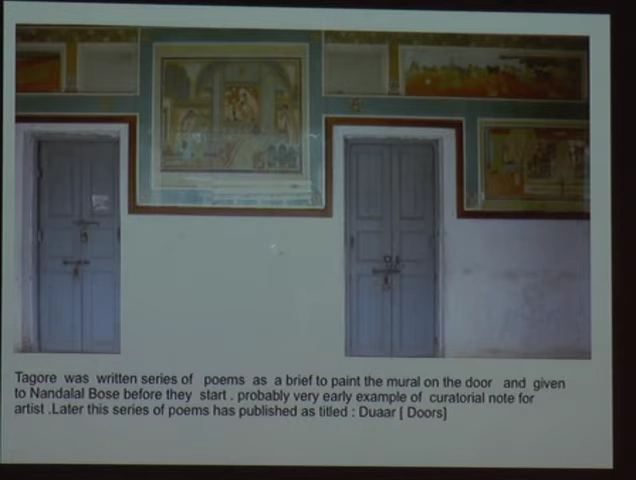 Tagore was written series of poems as a brief to paint the mural on the door and given
to Nandalal Bose before they start . probably very early example of curatorial note for
artist .Later this series of poems has published as titled : Duaar [ Doors]